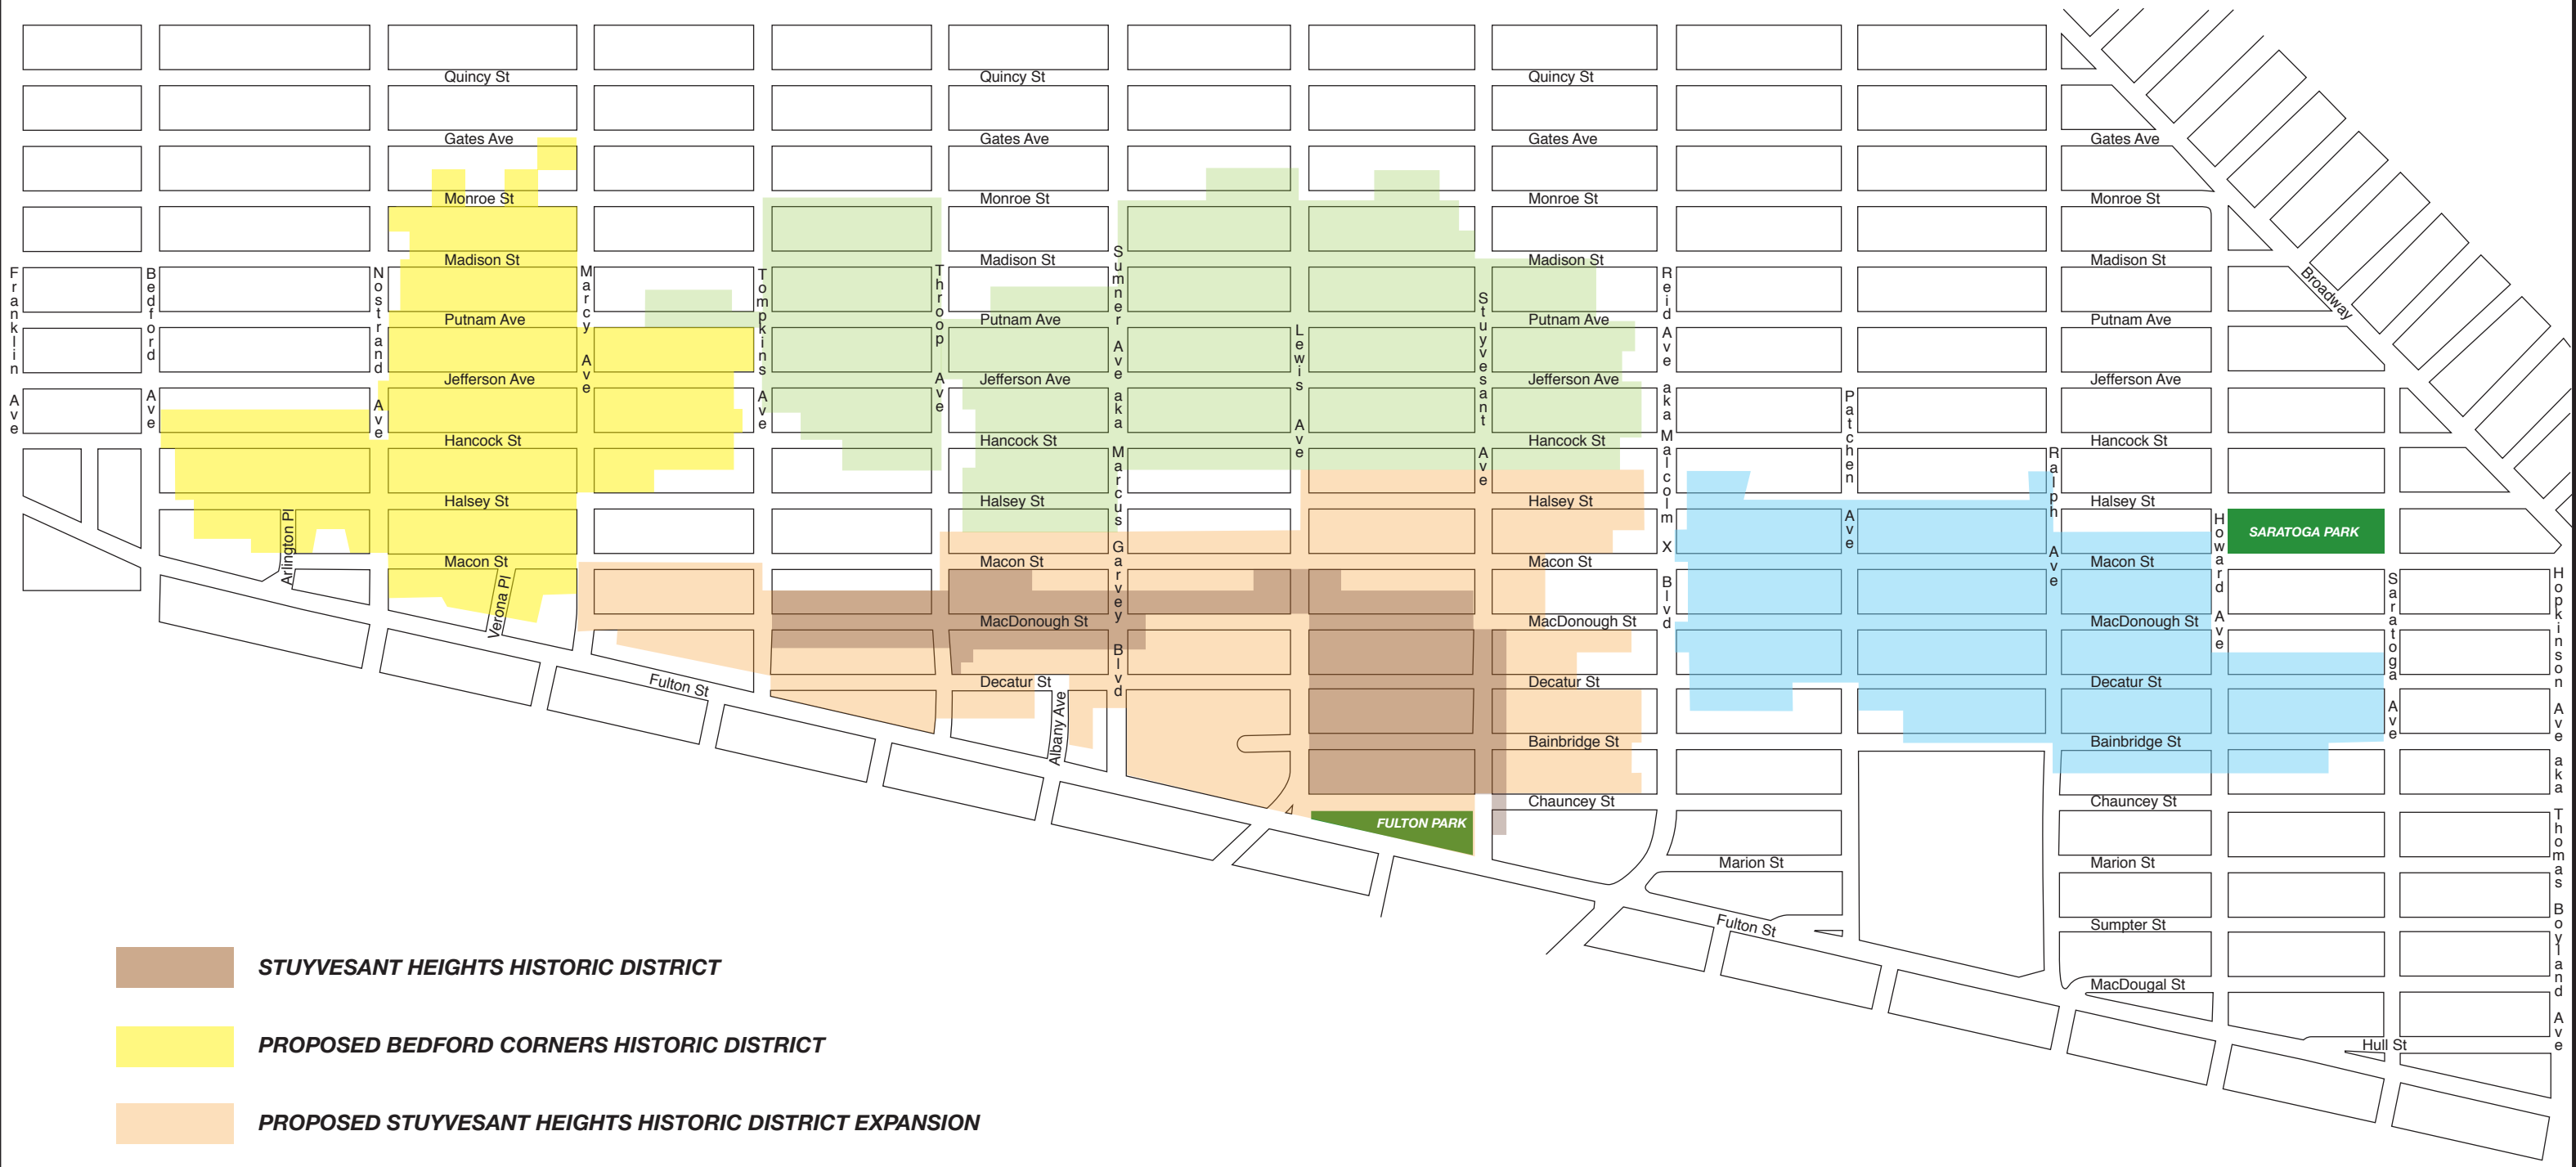 Quincy St Quincy St Quincy St
Gates Ave Gates Ave Gates Ave Gates Ave
Monroe St Monroe St Monroe St Monroe St
Madison St Madison St Madison St Madison St
Franklin Ave
Bedford Ave
Nostrand Ave
Marcy Ave
Tompkins Ave
Throop Ave
Sumner Ave aka Marcus Garvey Blvd
Lewis Ave
Stuyvesant Ave
Reid Ave aka Malcolm X Blvd
Patchen Ave
Ralph Ave
Howard Ave
Saratoga Ave
Hopkinson Ave aka Thomas Boyland Ave
Broadway
Putnam Ave Putnam Ave Putnam Ave Putnam Ave
Jefferson Ave Jefferson Ave Jefferson Ave Jefferson Ave
Hancock St Hancock St Hancock St Hancock St
Halsey St Halsey St Halsey St Halsey St
Arlington Pl
SARATOGA PARK
Macon St Macon St Macon St Macon St
Verona Pl
MacDonough St MacDonough St MacDonough St
Fulton St
Decatur St Decatur St Decatur St
Albany Ave
Bainbridge St Bainbridge St
Chauncey St Chauncey St
FULTON PARK
Marion St Marion St
Fulton St
Sumpter St
MacDougal St
Hull St
STUYVESANT HEIGHTS HISTORIC DISTRICT
PROPOSED BEDFORD CORNERS HISTORIC DISTRICT
PROPOSED STUYVESANT HEIGHTS HISTORIC DISTRICT EXPANSION